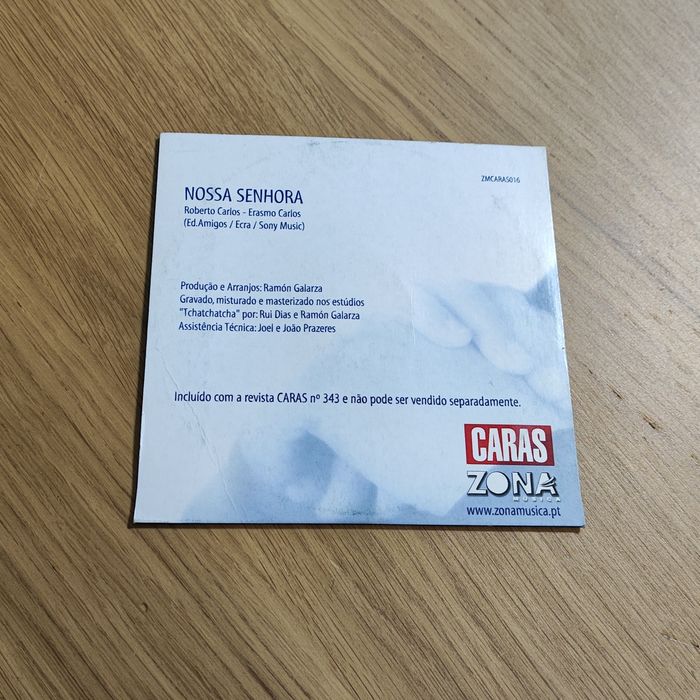 ZMCARAS016
NOSSA SENHORA
Roberto Carlos - Erasmo Carlos
(Ed.Amigos / Ecra / Sony Music)
Produção e Arranjos: Ramón Galarza
Gravado, misturado e masterizado nos estúdios
"Tchatchatcha" por: Rui Dias e Ramón Galarza
Assistência Técnica: Joel e João Prazeres
Incluído com a revista CARAS nº 343 e não pode ser vendido separadamente.
CARAS
ZONA
MÚSICA
www.zonamusica.pt